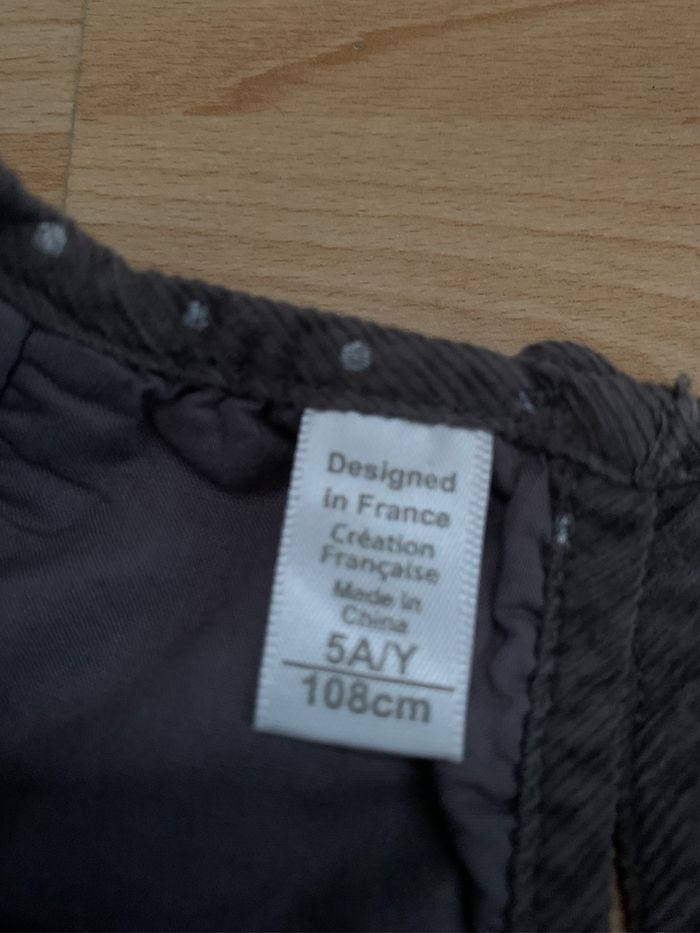 Designed
in France
Création
Française
Made in
China
5A/Y
108cm